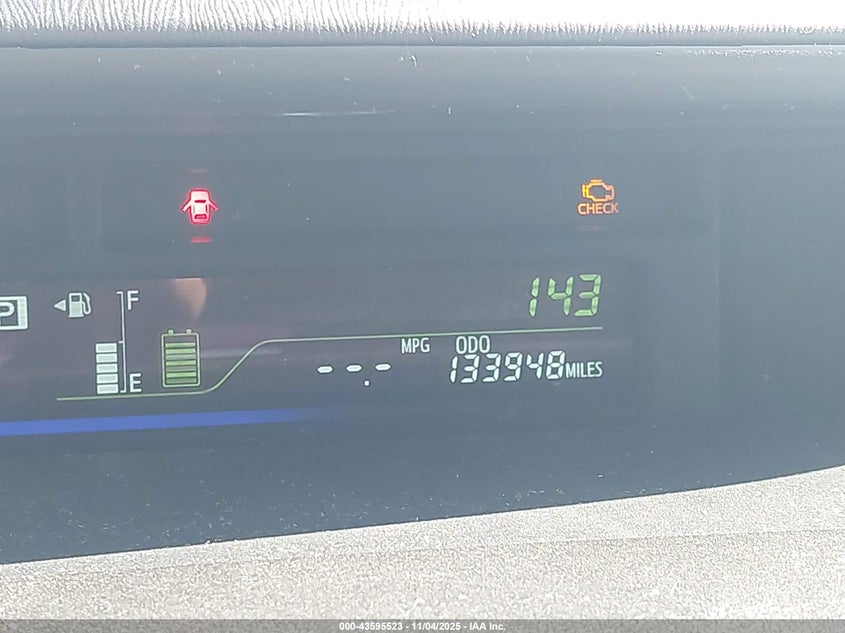 CHECK
143
P
F
E
MPG ODO
--.- 133948 MILES
000-43595523 - 11/04/2025 - IAA Inc.